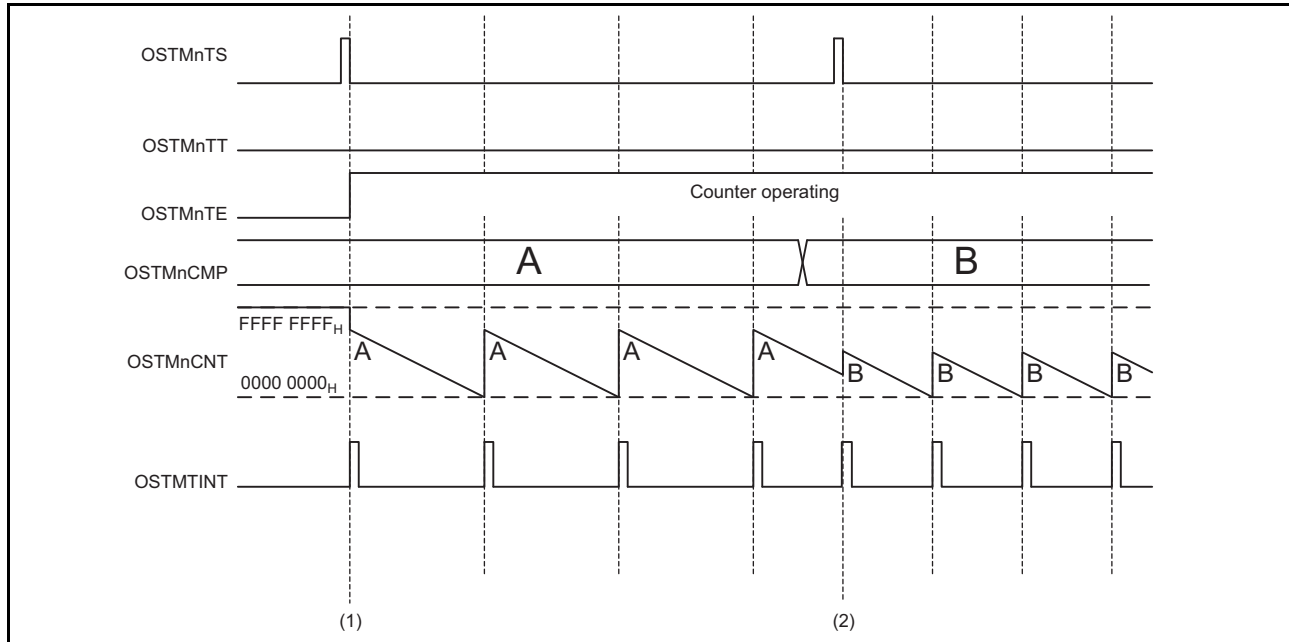 OSTMnTS
OSTMnTT
OSTMnTE
Counter operating
OSTMnCMP
A
B
FFFF FFFFH
OSTMnCNT
A
A
A
A
B
B
B
B
0000 0000H
OSTMTINT
(1)
(2)